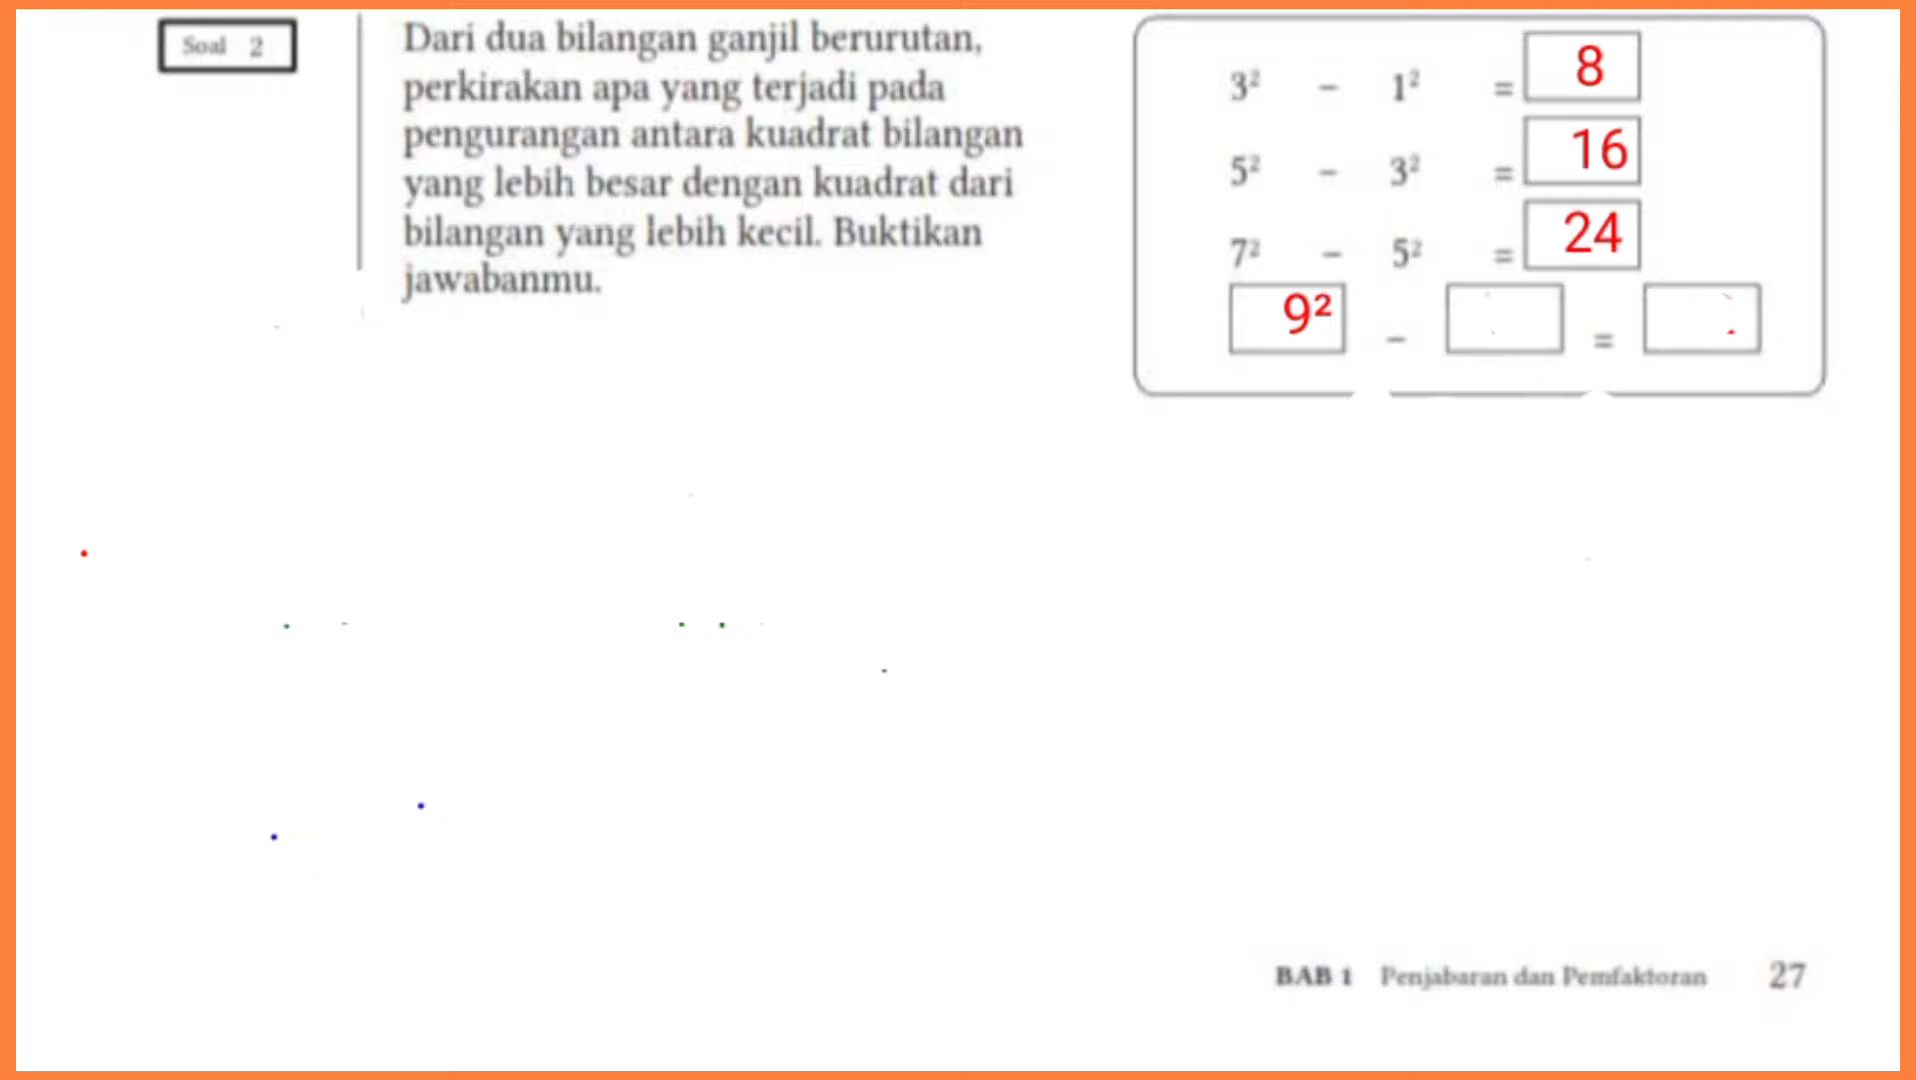 Soal 2
Dari dua bilangan ganjil berurutan,
perkirakan apa yang terjadi pada
pengurangan antara kuadrat bilangan
yang lebih besar dengan kuadrat dari
bilangan yang lebih kecil. Buktikan
jawabanmu.
3² - 1² = 8
5² - 3² = 16
7² - 5² = 24
9² - =
BAB 1 Penjabaran dan Pemfaktoran 27